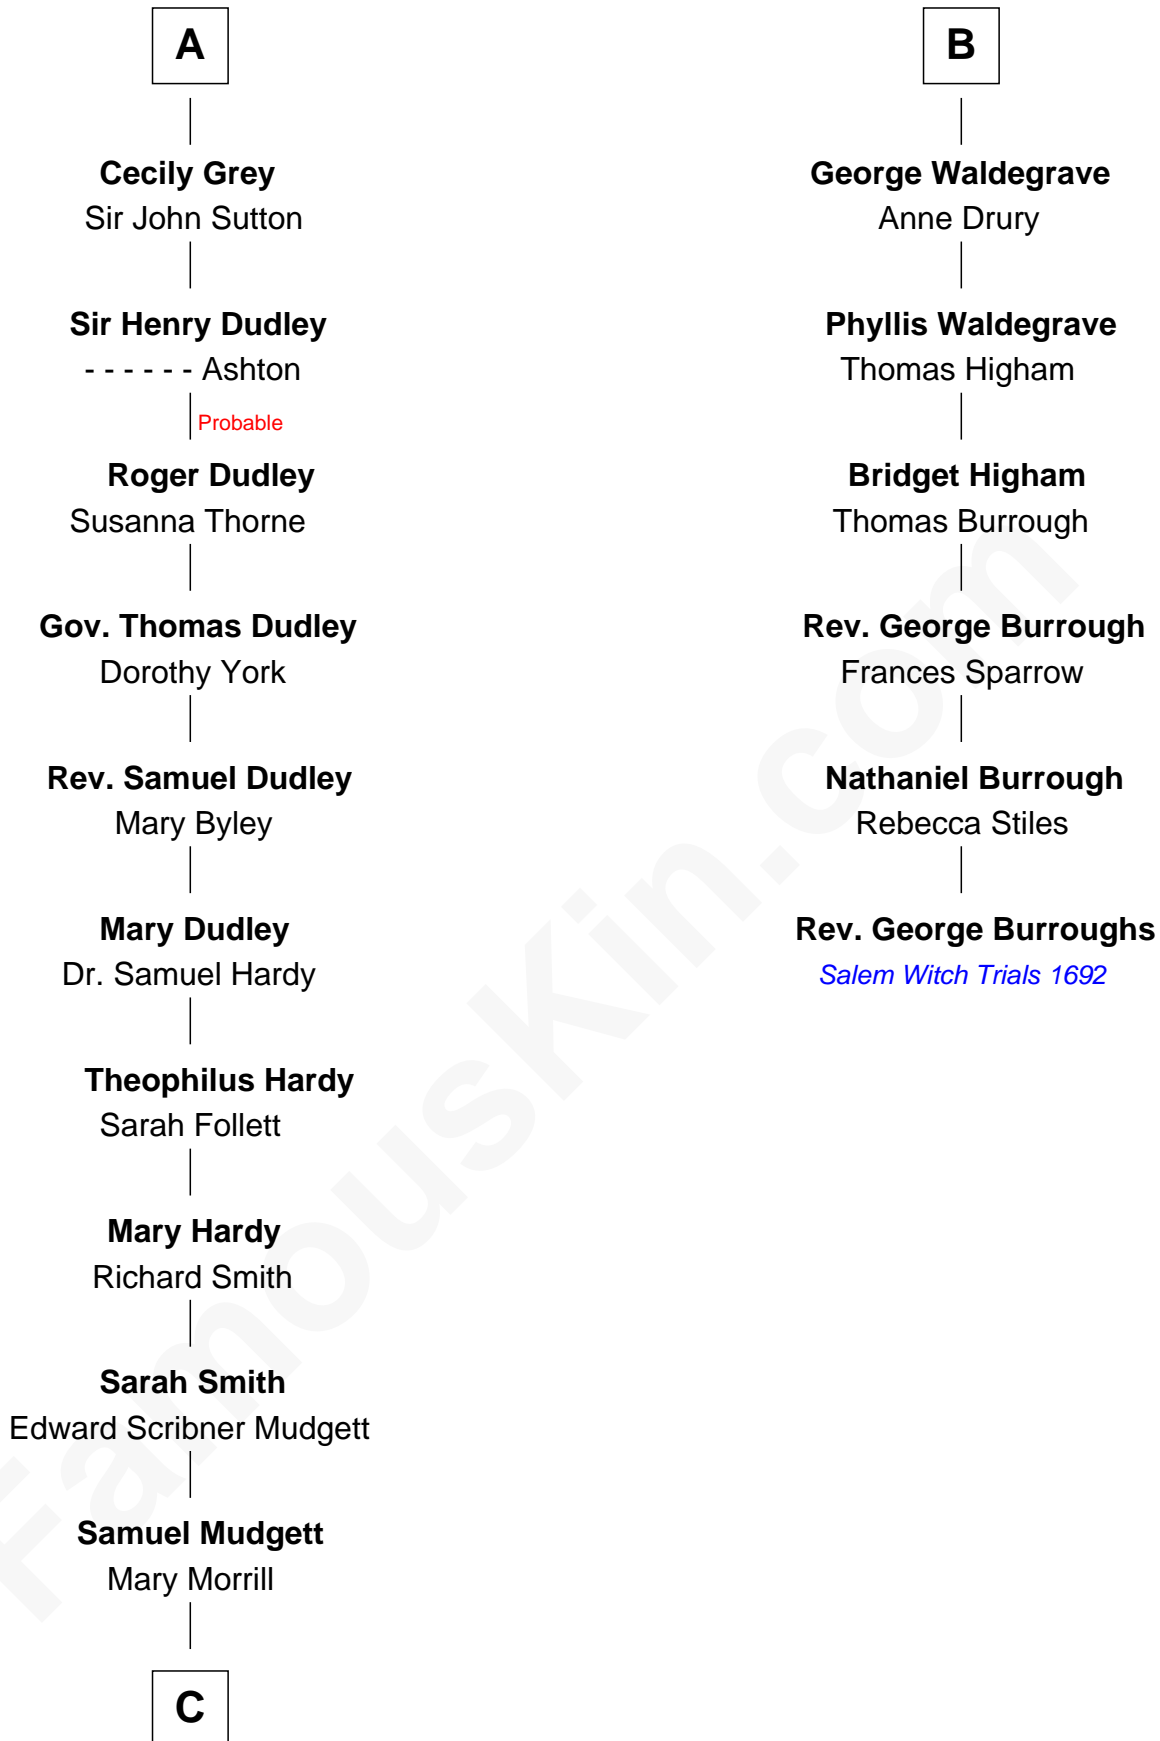 A
Cecily Grey
Sir John Sutton
Sir Henry Dudley
- - - - - - Ashton
Probable
Roger Dudley
Susanna Thorne
Gov. Thomas Dudley
Dorothy York
Rev. Samuel Dudley
Mary Byley
Mary Dudley
Dr. Samuel Hardy
Theophilus Hardy
Sarah Follett
Mary Hardy
Richard Smith
Sarah Smith
Edward Scribner Mudgett
Samuel Mudgett
Mary Morrill
C
B
George Waldegrave
Anne Drury
Phyllis Waldegrave
Thomas Higham
Bridget Higham
Thomas Burrough
Rev. George Burrough
Frances Sparrow
Nathaniel Burrough
Rebecca Stiles
Rev. George Burroughs
Salem Witch Trials 1692
FamousKin.com